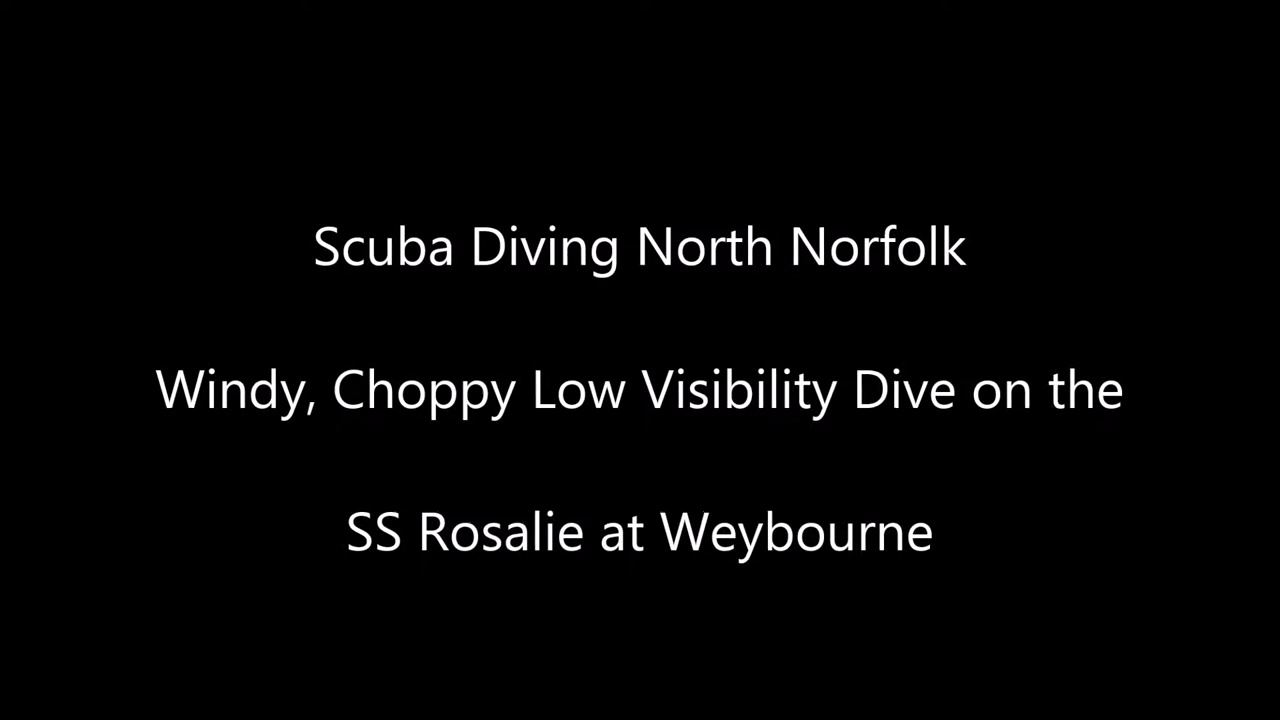 Scuba Diving North Norfolk
Windy, Choppy Low Visibility Dive on the
SS Rosalie at Weybourne